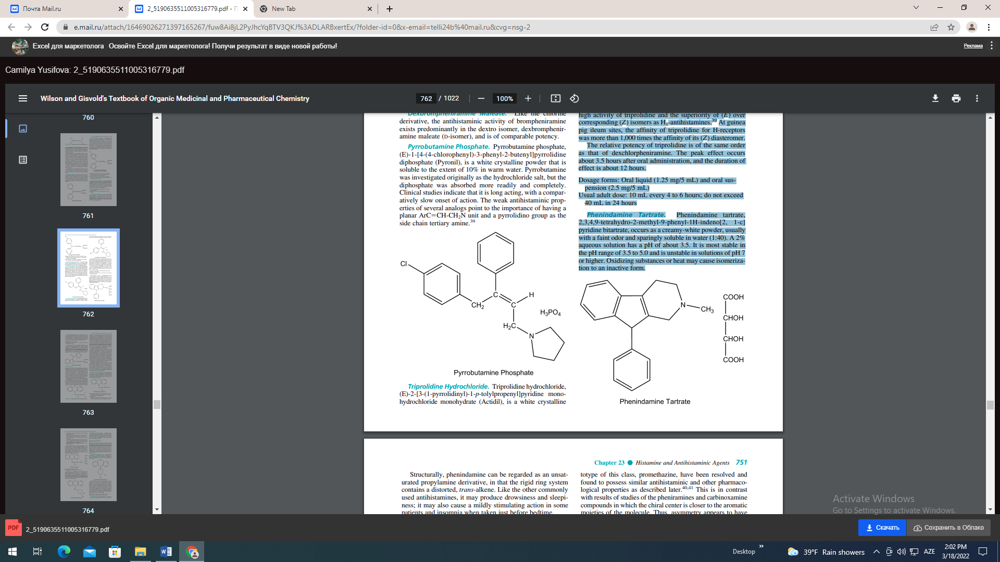 Почта Mail.ru
2_5190635511005316779.pdf - П
New Tab
e.mail.ru/attach/16469026271397165267/fuw8Ai8jL2PyJhcYqBTV3QKJ%3ADLARBxertEx/?folder-id=0&x-email=telli24b%40mail.ru&cvg=nsg-2
Excel для маркетолога Освойте Excel для маркетолога! Получи результат в виде новой работы!
Реклама
Camilya Yusifova: 2_5190635511005316779.pdf
Wilson and Gisvold's Textbook of Organic Medicinal and Pharmaceutical Chemistry
762 / 1022
100%
760
761
762
763
764
Dexbrompheniramine Maleate. Like the chlorine
derivative, the antihistaminic activity of brompheniramine
exists predominantly in the dextro isomer, dexbromphenir-
amine maleate (D-isomer), and is of comparable potency.
Pyrrobutamine Phosphate. Pyrrobutamine phosphate,
(E)-1-[4-(4-chlorophenyl)-3-phenyl-2-butenyl]pyrrolidine
diphosphate (Pyronil), is a white crystalline powder that is
soluble to the extent of 10% in warm water. Pyrrobutamine
was investigated originally as the hydrochloride salt, but the
diphosphate was absorbed more readily and completely.
Clinical studies indicate that it is long acting, with a compar-
atively slow onset of action. The weak antihistaminic prop-
erties of several analogs point to the importance of having a
planar ArC=CH-CH₂N unit and a pyrrolidino group as the
side chain tertiary amine.³⁹
Cl
CH₂
C
C
H
H₃PO₄
H₂C
N
Pyrrobutamine Phosphate
Triprolidine Hydrochloride. Triprolidine hydrochloride,
(E)-2-[3-(1-pyrrolidinyl)-1-p-tolylpropenyl]pyridine mono-
hydrochloride monohydrate (Actidil), is a white crystalline
high activity of triprolidine and the superiority of (E) over
corresponding (Z) isomers as H₁-antihistamines.³⁹ At guinea
pig ileum sites, the affinity of triprolidine for H-receptors
was more than 1,000 times the affinity of its (Z) diasteromer.
The relative potency of triprolidine is of the same order
as that of dexchlorpheniramine. The peak effect occurs
about 3.5 hours after oral administration, and the duration of
effect is about 12 hours.
Dosage forms: Oral liquid (1.25 mg/5 mL) and oral sus-
pension (2.5 mg/5 mL)
Usual adult dose: 10 mL every 4 to 6 hours; do not exceed
40 mL in 24 hours
Phenindamine Tartrate. Phenindamine tartrate,
2,3,4,9-tetrahydro-2-methyl-9-phenyl-1H-indeno[2, 1-c]
pyridine bitartrate, occurs as a creamy-white powder, usually
with a faint odor and sparingly soluble in water (1:40). A 2%
aqueous solution has a pH of about 3.5. It is most stable in
the pH range of 3.5 to 5.0 and is unstable in solutions of pH 7
or higher. Oxidizing substances or heat may cause isomeriza-
tion to an inactive form.
N
CH₃
COOH
CHOH
CHOH
COOH
Phenindamine Tartrate
Chapter 23 Histamine and Antihistaminic Agents 751
Structurally, phenindamine can be regarded as an unsat-
urated propylamine derivative, in that the rigid ring system
contains a distorted, trans-alkene. Like the other commonly
used antihistamines, it may produce drowsiness and sleepi-
ness; it may also cause a mildly stimulating action in some
patients and insomnia when taken just before bedtime.
totype of this class, promethazine, have been resolved and
found to possess similar antihistaminic and other pharmaco-
logical properties as described later.⁴⁰,⁴¹ This is in contrast
with results of studies of the pheniramines and carbinoxamine
compounds in which the chiral center is closer to the aromatic
moieties of the molecule. Thus, asymmetry appears to have
Activate Windows
Go to Settings to activate Windows.
PDF
2_5190635511005316779.pdf
Скачать
Сохранить в Облако
Desktop
39°F Rain showers
AZE
2:02 PM
3/18/2022